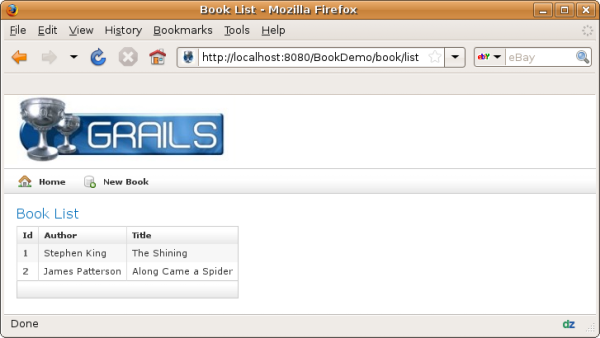 Book List - Mozilla Firefox
File Edit View History Bookmarks Tools Help
http://localhost:8080/BookDemo/book/list ebY eBay
GRAILS
Home New Book
Book List
Id Author Title
1 Stephen King The Shining
2 James Patterson Along Came a Spider
Done dz